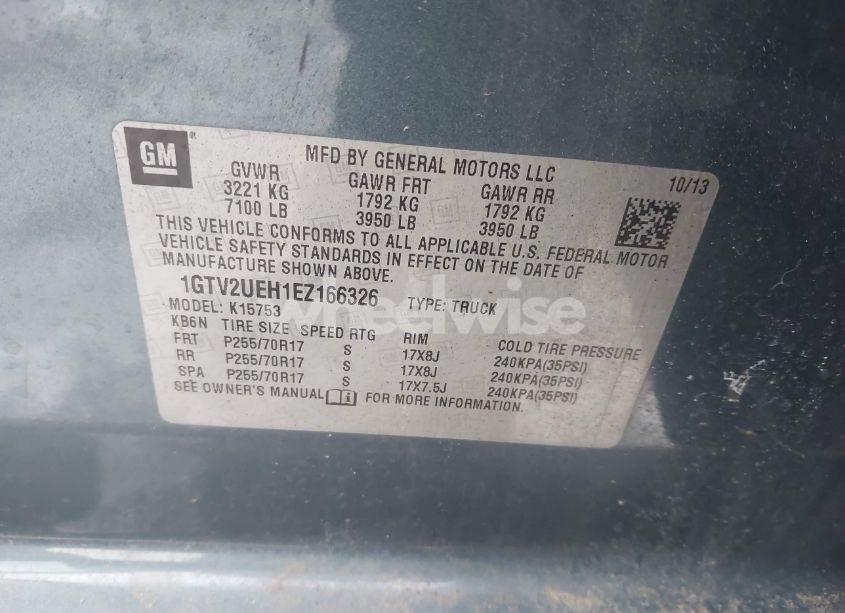 GM
MFD BY GENERAL MOTORS LLC
10/13
GVWR GAWR FRT GAWR RR
3221 KG 1792 KG 1792 KG
7100 LB 3950 LB 3950 LB
THIS VEHICLE CONFORMS TO ALL APPLICABLE U.S. FEDERAL MOTOR
VEHICLE SAFETY STANDARDS IN EFFECT ON THE DATE OF
MANUFACTURE SHOWN ABOVE.
1GTV2UEH1EZ166326 TYPE: TRUCK
MODEL: K15753
KB6N TIRE SIZE SPEED RTG RIM COLD TIRE PRESSURE
FRT P255/70R17 S 17X8J 240KPA(35PSI)
RR P255/70R17 S 17X8J 240KPA(35PSI)
SPA P255/70R17 S 17X7.5J 240KPA(35PSI)
SEE OWNER'S MANUAL i FOR MORE INFORMATION.
wheelwise